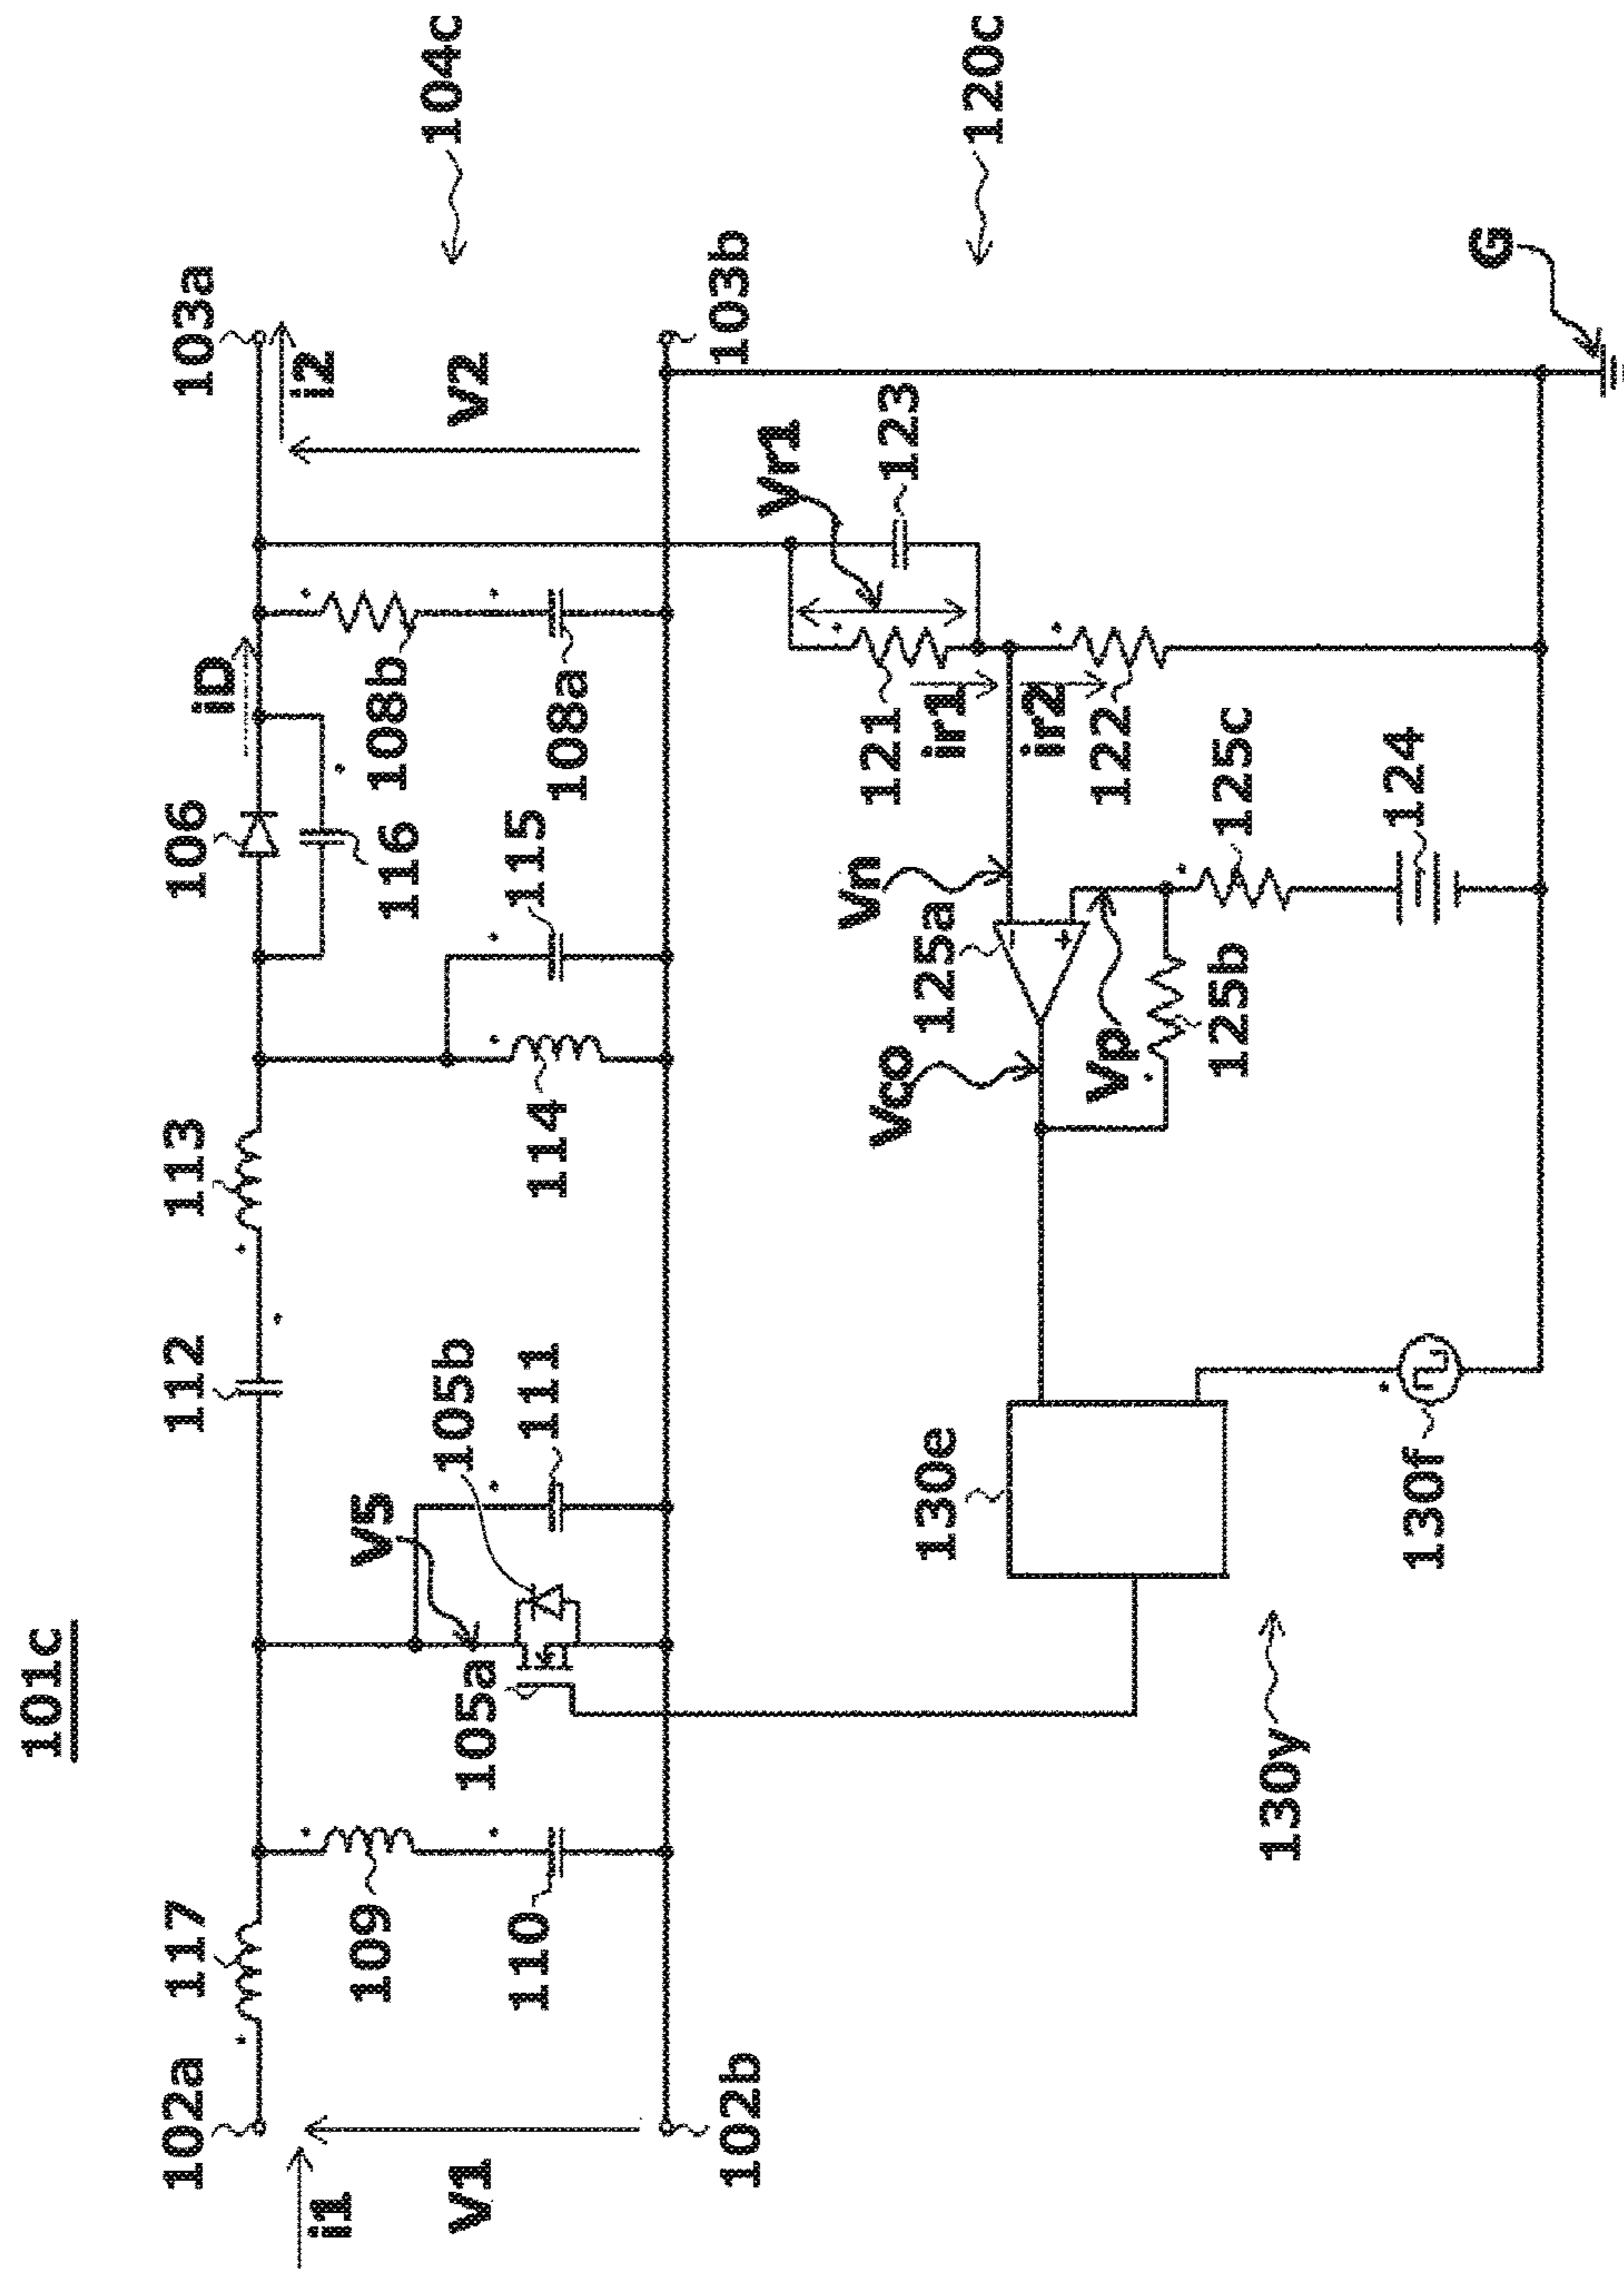 101c
102a
117
112
113
106
103a
iD
i2
i1
109
V5
105b
116
108b
V1
V2
104c
110
105a
111
114
115
108a
102b
103b
Vr1
123
130e
Vco
125a
Vn
121
ir1
ir2
122
120c
-
+
Vp
125b
125c
130y
130f
124
G